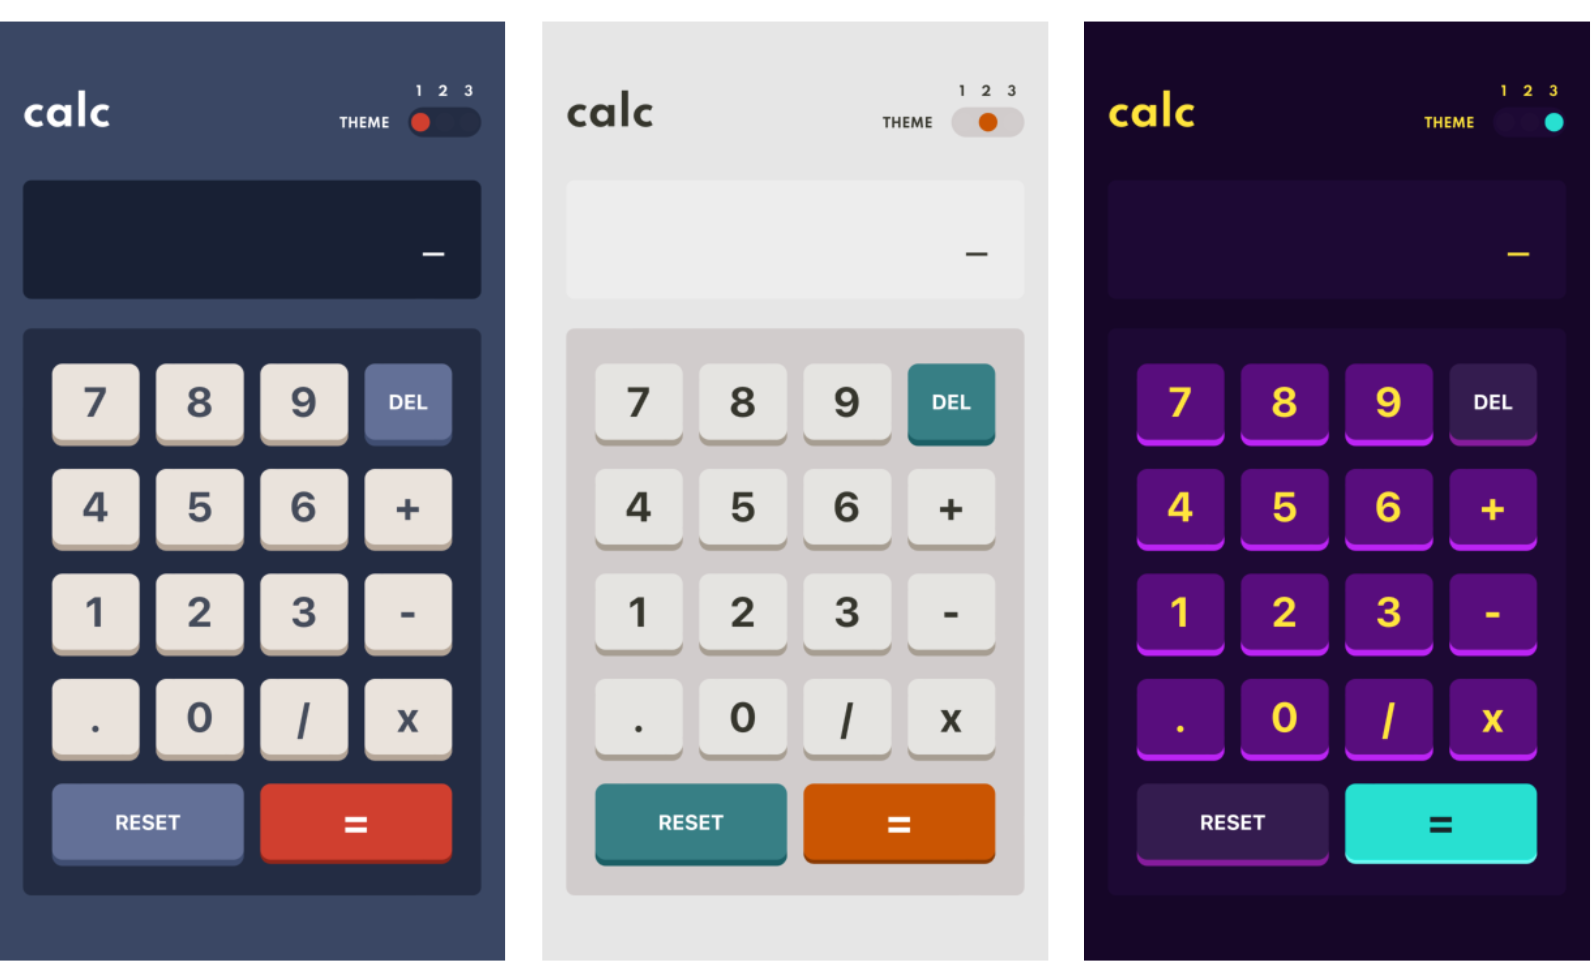 1 2 3
calc
THEME
–
7 8 9 DEL
4 5 6 +
1 2 3 -
. 0 / x
RESET =
1 2 3
calc
THEME
–
7 8 9 DEL
4 5 6 +
1 2 3 -
. 0 / x
RESET =
1 2 3
calc
THEME
–
7 8 9 DEL
4 5 6 +
1 2 3 -
. 0 / x
RESET =